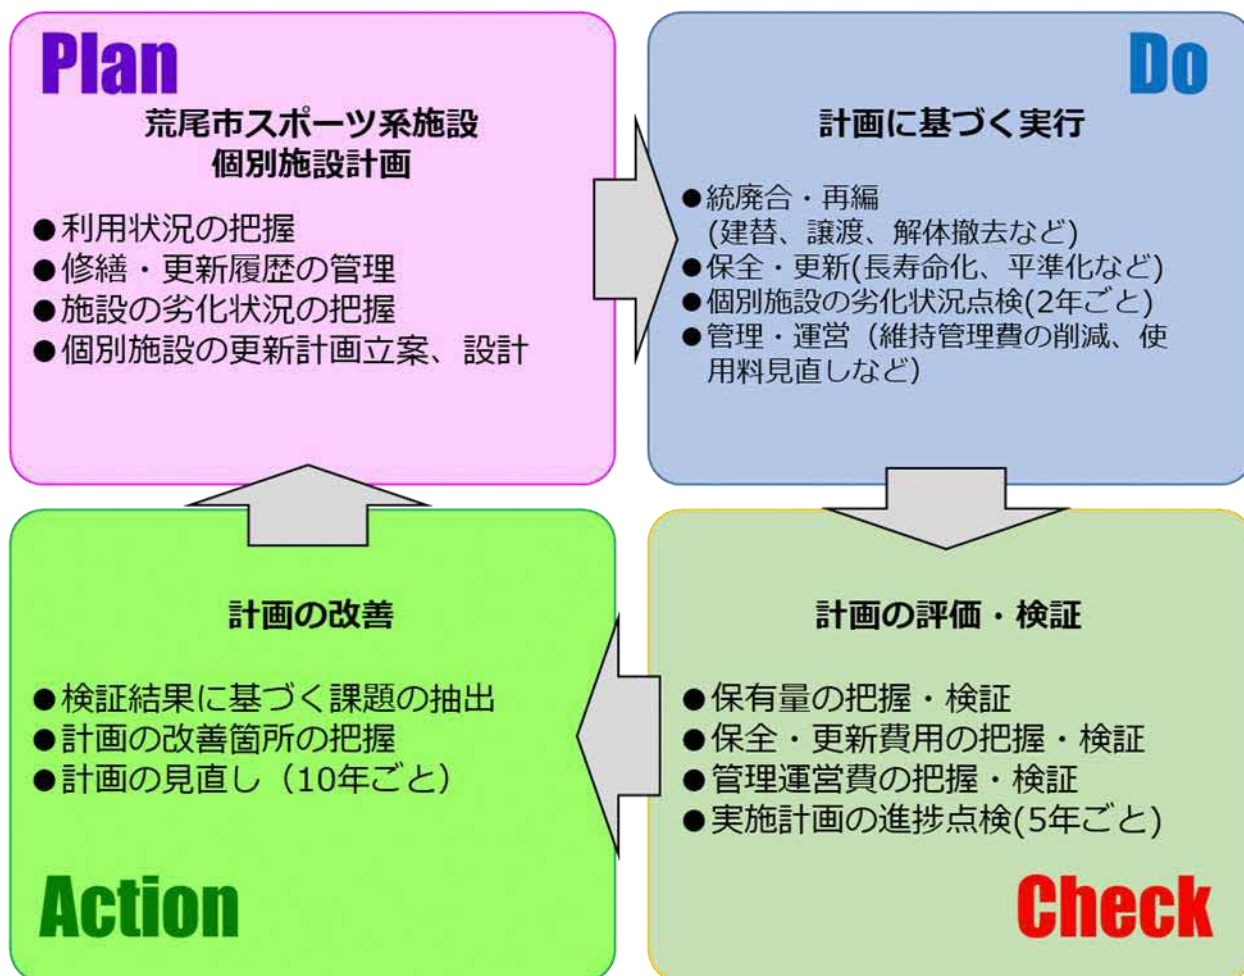 Plan
荒尾市スポーツ系施設
個別施設計画
●利用状況の把握
●修繕・更新履歴の管理
●施設の劣化状況の把握
●個別施設の更新計画立案、設計
Do
計画に基づく実行
●統廃合・再編
(建替、譲渡、解体撤去など)
●保全・更新(長寿命化、平準化など)
●個別施設の劣化状況点検(2年ごと)
●管理・運営（維持管理費の削減、使
用料見直しなど）
計画の評価・検証
●保有量の把握・検証
●保全・更新費用の把握・検証
●管理運営費の把握・検証
●実施計画の進捗点検(5年ごと)
Check
計画の改善
●検証結果に基づく課題の抽出
●計画の改善箇所の把握
●計画の見直し（10年ごと）
Action